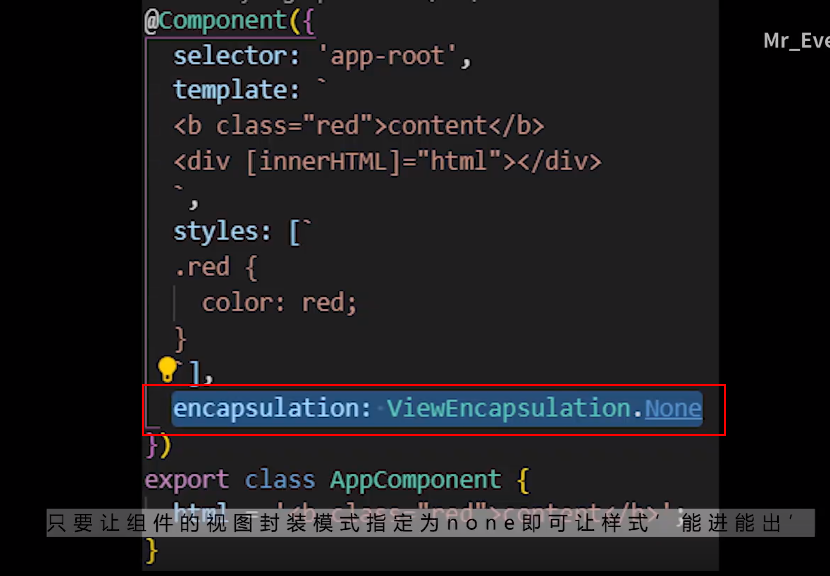 @Component({
Mr_Eve
selector: 'app-root',
template: `
<b class="red">content</b>
<div [innerHTML]="html"></div>
`,
styles: [`
.red {
color: red;
}
`],
encapsulation: ViewEncapsulation.None
})
export class AppComponent {
html = '<b class="red">content</b>';
只要让组件的视图封装模式指定为none即可让样式’能进能出’
}